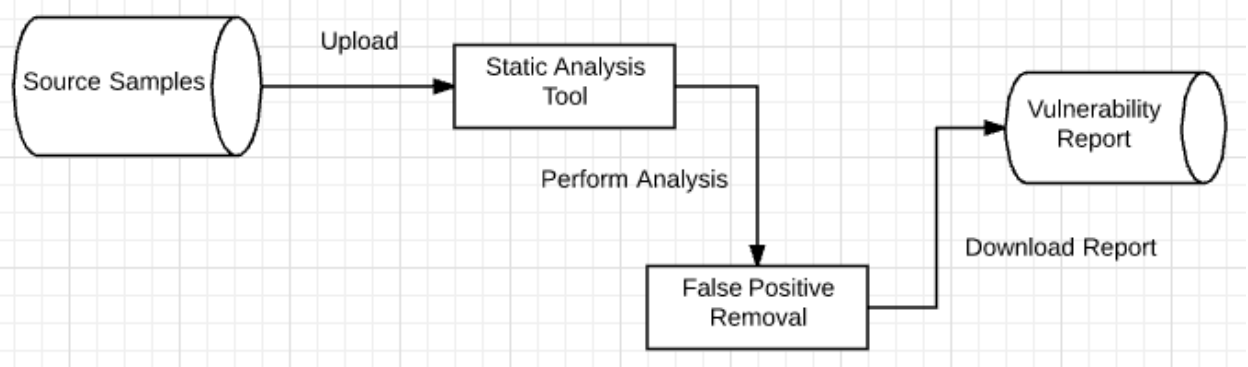 Upload
Source Samples
Static Analysis
Tool
Perform Analysis
False Positive
Removal
Download Report
Vulnerability
Report